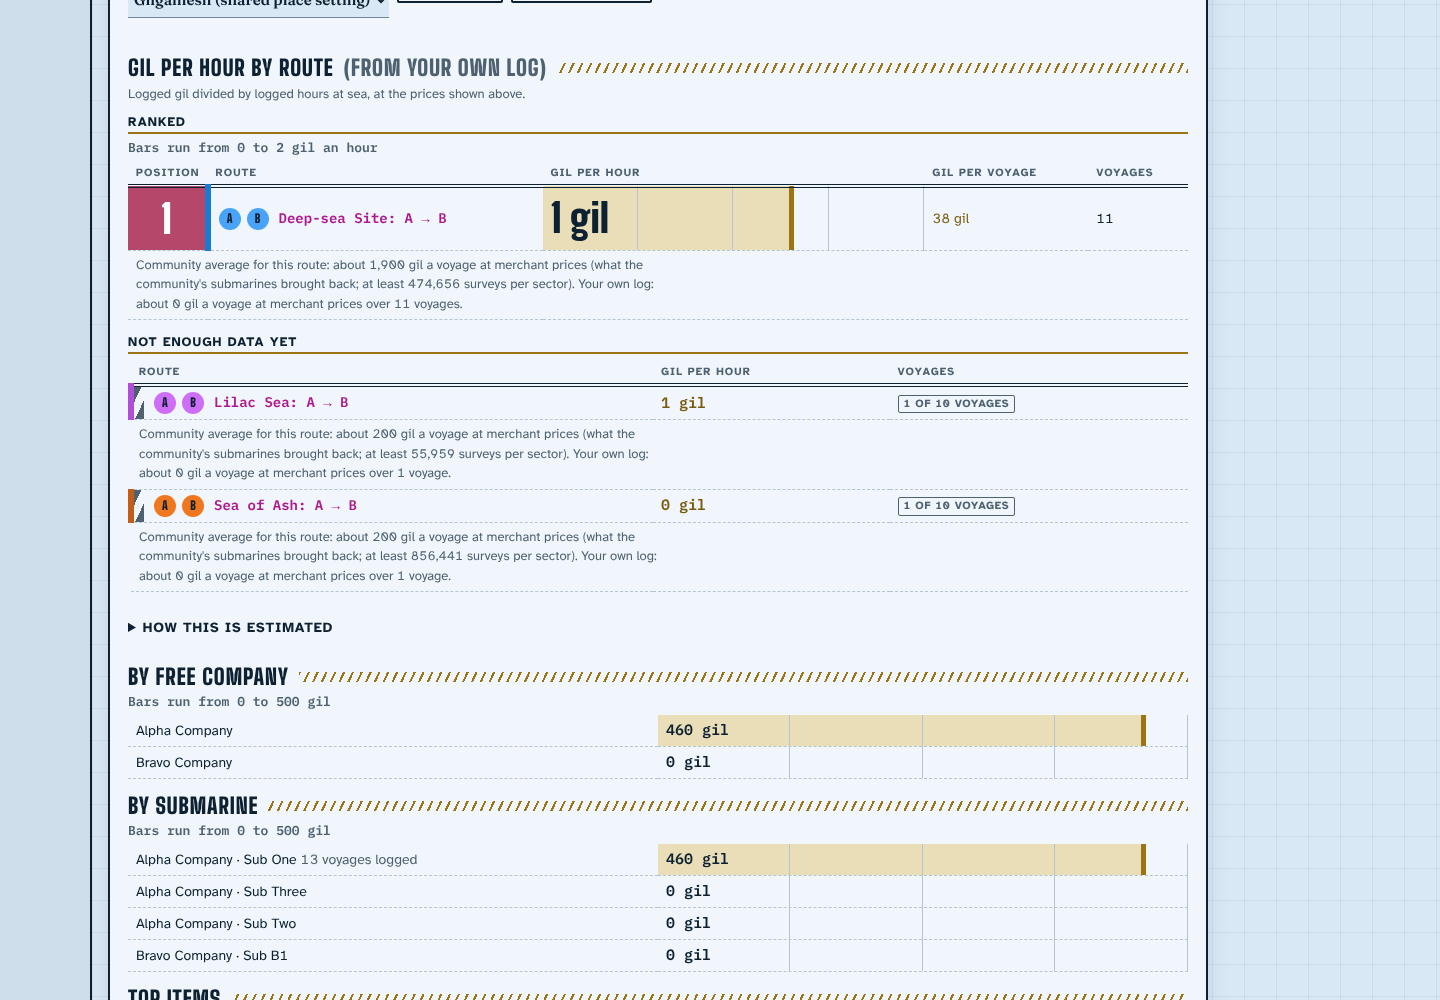 Gilgamesh (shared place setting)
GIL PER HOUR BY ROUTE (FROM YOUR OWN LOG)
Logged gil divided by logged hours at sea, at the prices shown above.
RANKED
Bars run from 0 to 2 gil an hour
POSITION ROUTE GIL PER HOUR GIL PER VOYAGE VOYAGES
1 A B Deep-sea Site: A → B 1 gil 38 gil 11
Community average for this route: about 1,900 gil a voyage at merchant prices (what the
community's submarines brought back; at least 474,656 surveys per sector). Your own log:
about 0 gil a voyage at merchant prices over 11 voyages.
NOT ENOUGH DATA YET
ROUTE GIL PER HOUR VOYAGES
A B Lilac Sea: A → B 1 gil 1 OF 10 VOYAGES
Community average for this route: about 200 gil a voyage at merchant prices (what the
community's submarines brought back; at least 55,959 surveys per sector). Your own log:
about 0 gil a voyage at merchant prices over 1 voyage.
A B Sea of Ash: A → B 0 gil 1 OF 10 VOYAGES
Community average for this route: about 200 gil a voyage at merchant prices (what the
community's submarines brought back; at least 856,441 surveys per sector). Your own log:
about 0 gil a voyage at merchant prices over 1 voyage.
▶ HOW THIS IS ESTIMATED
BY FREE COMPANY
Bars run from 0 to 500 gil
Alpha Company 460 gil
Bravo Company 0 gil
BY SUBMARINE
Bars run from 0 to 500 gil
Alpha Company · Sub One 13 voyages logged 460 gil
Alpha Company · Sub Three 0 gil
Alpha Company · Sub Two 0 gil
Bravo Company · Sub B1 0 gil
TOP ITEMS